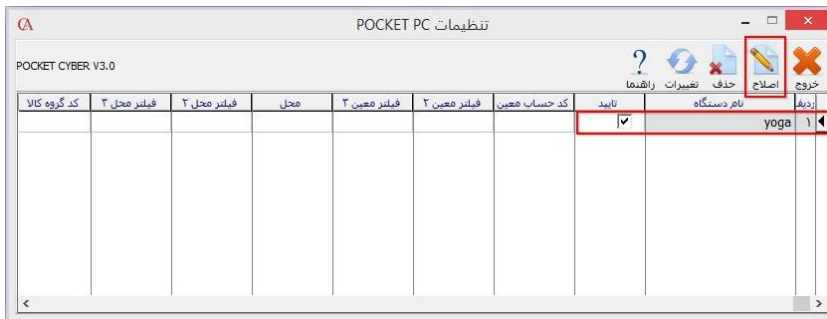 تنظیمات POCKET PC
POCKET CYBER V3.0
خروج اصلاح حذف تغییرات راهنما
ردیف نام دستگاه تایید کد حساب معین فیلتر معین ۲ فیلتر معین ۳ محل فیلتر محل ۲ فیلتر محل ۳ کد گروه کالا
۱ yoga